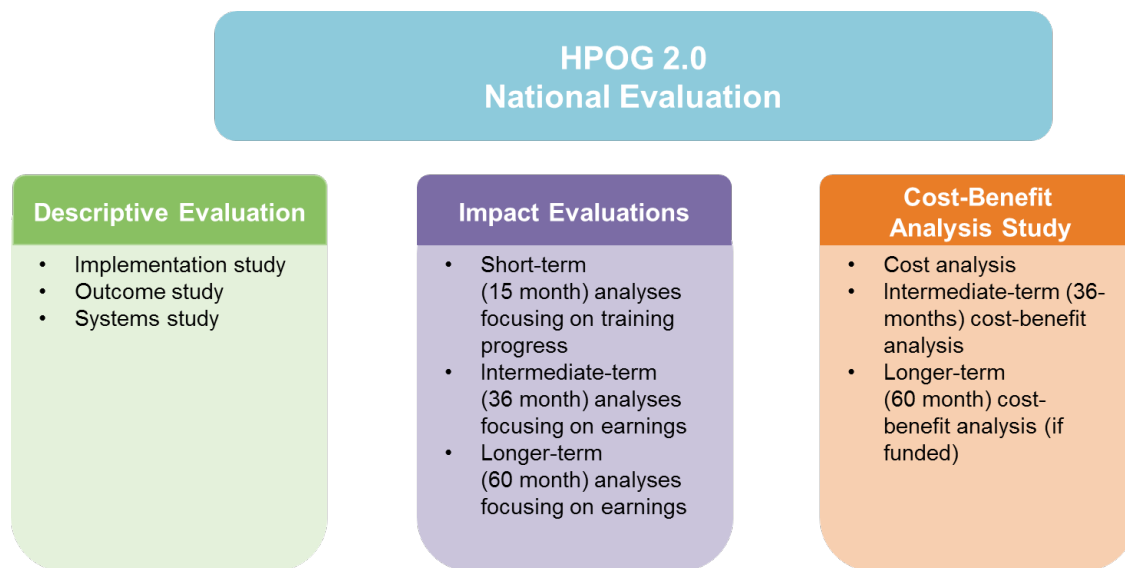 HPOG 2.0
National Evaluation
Descriptive Evaluation
• Implementation study
• Outcome study
• Systems study
Impact Evaluations
• Short-term
(15 month) analyses
focusing on training
progress
• Intermediate-term
(36 month) analyses
focusing on earnings
• Longer-term
(60 month) analyses
focusing on earnings
Cost-Benefit
Analysis Study
• Cost analysis
• Intermediate-term (36-
months) cost-benefit
analysis
• Longer-term
(60 month) cost-
benefit analysis (if
funded)